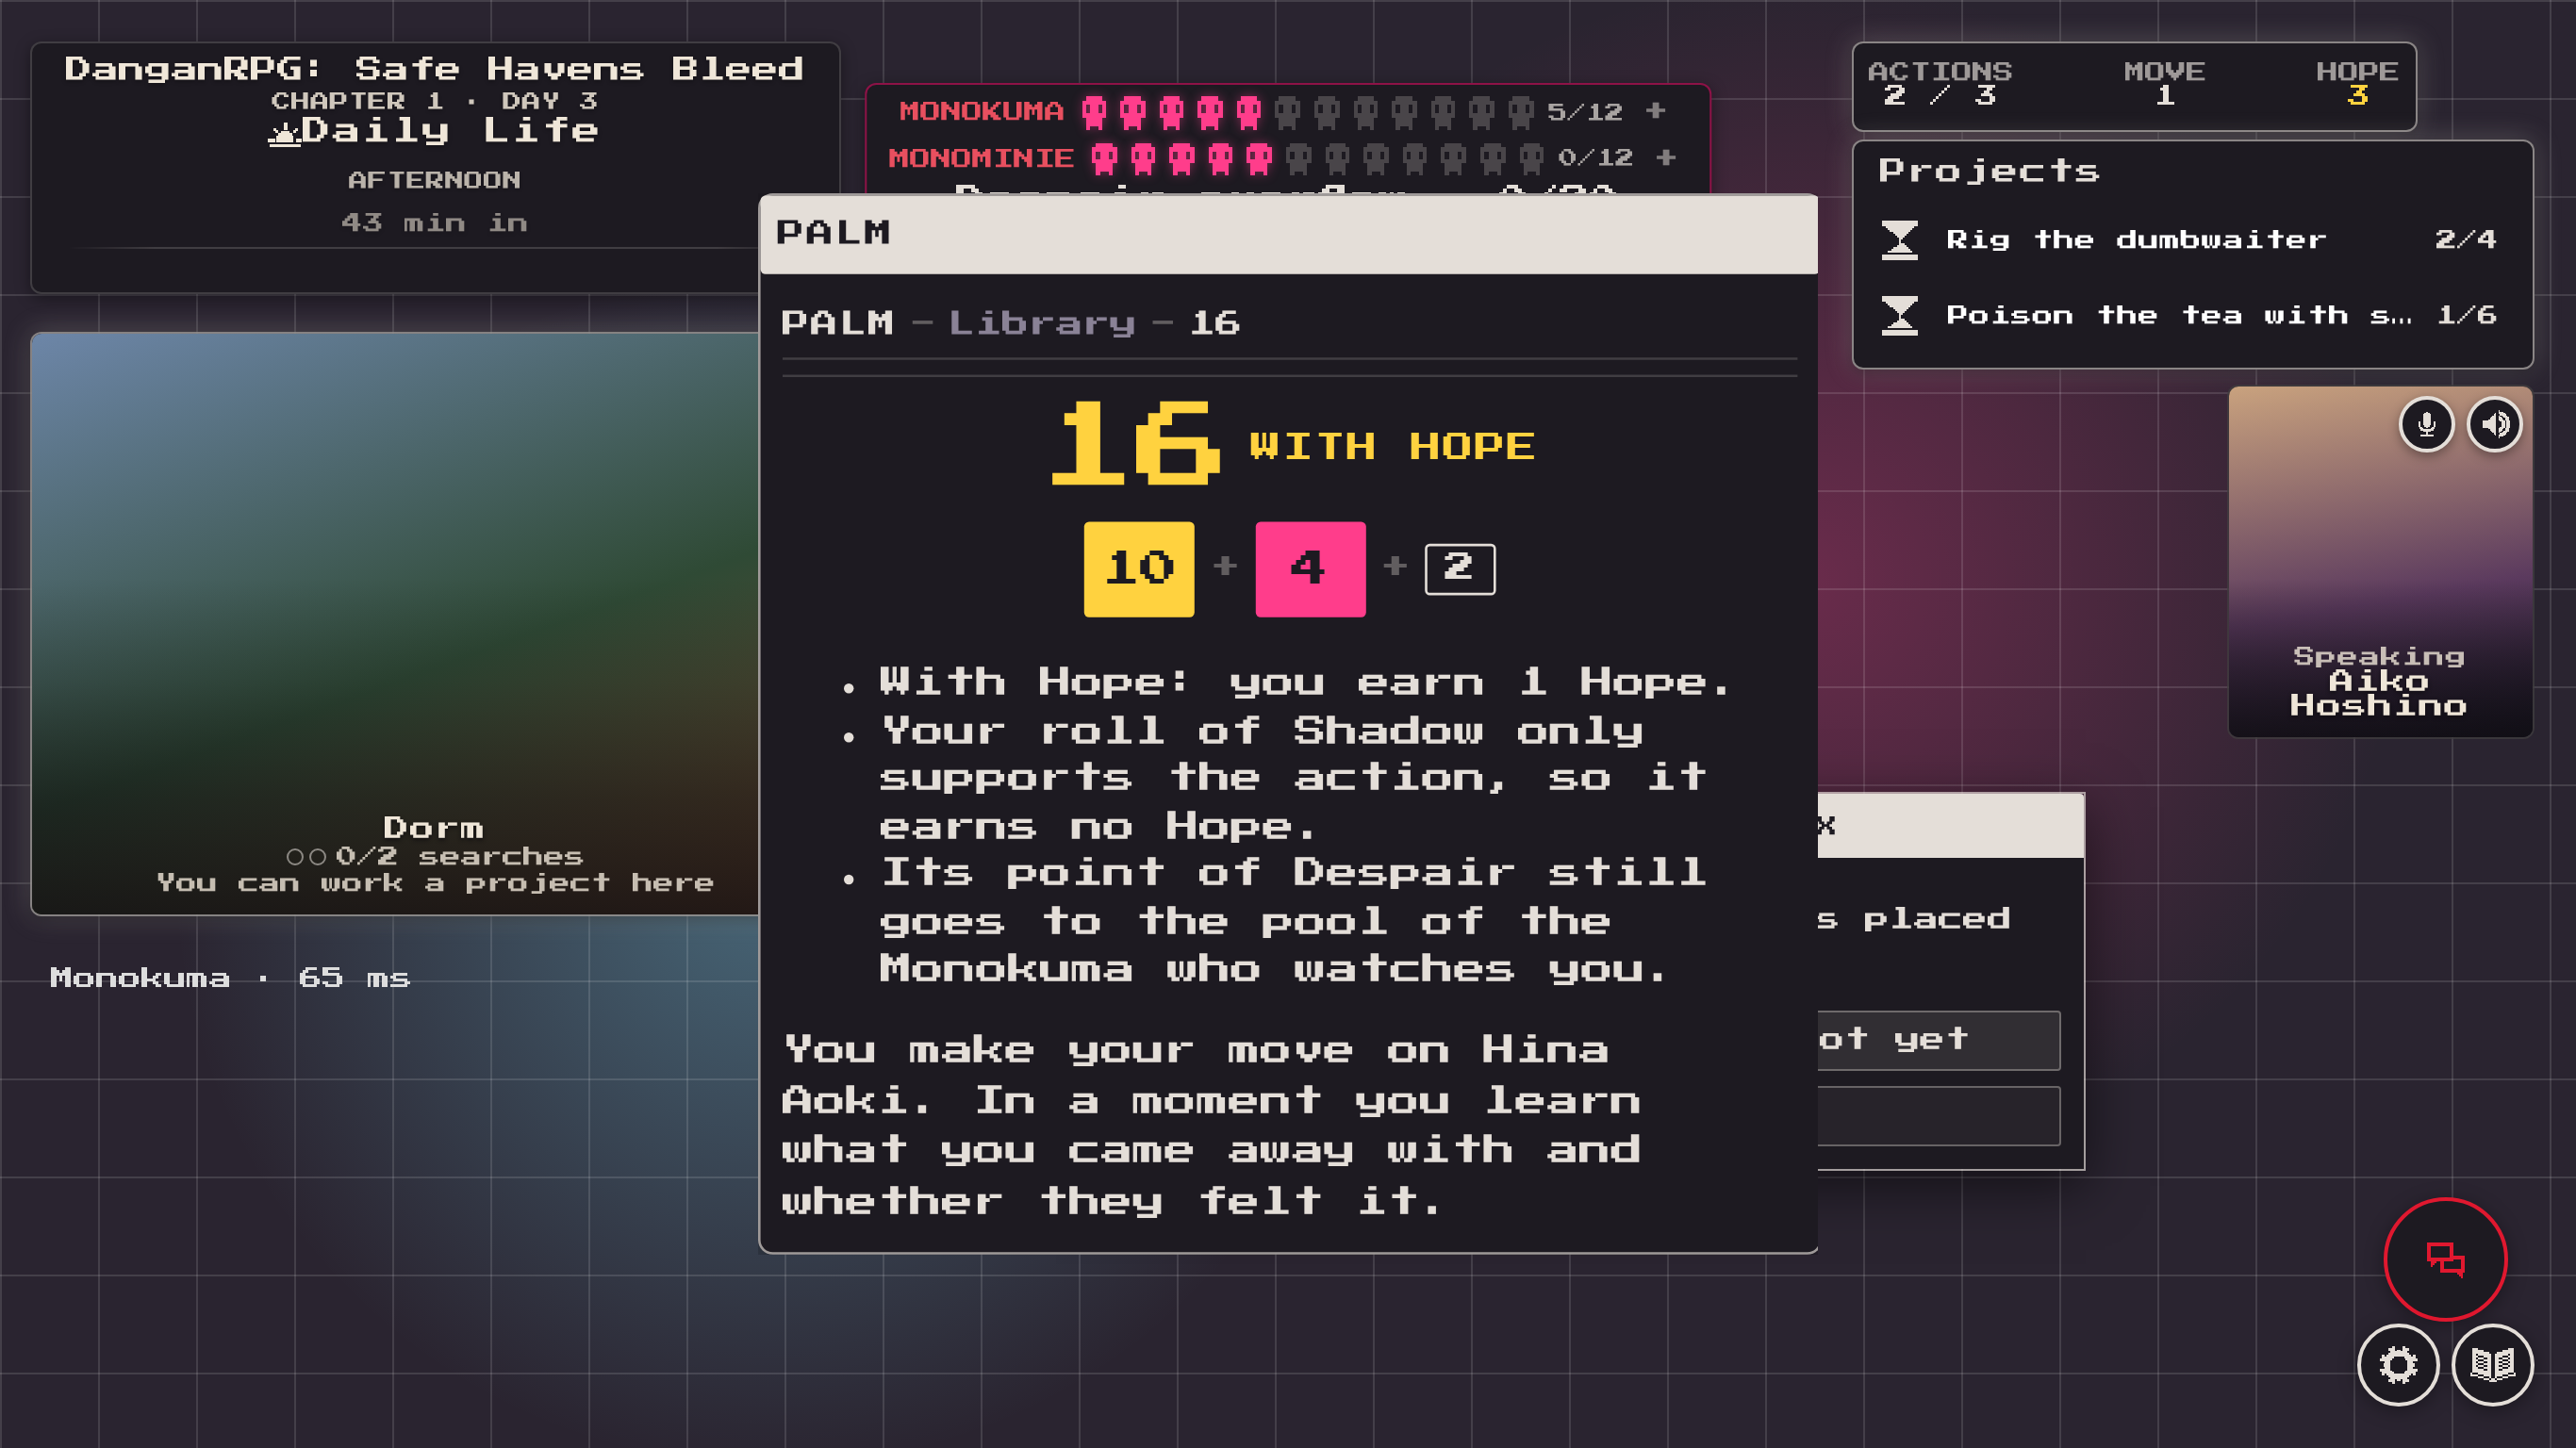 DanganRPG: Safe Havens Bleed
CHAPTER 1 · DAY 3
Daily Life
AFTERNOON
43 min in
MONOKUMA 5/12 +
MONOMINIE 0/12 +
ACTIONS MOVE HOPE
2 / 3 1 3
Projects
Rig the dumbwaiter 2/4
Poison the tea with s… 1/6
PALM
PALM — Library — 16
16 WITH HOPE
10 + 4 + 2
• With Hope: you earn 1 Hope.
• Your roll of Shadow only
supports the action, so it
earns no Hope.
• Its point of Despair still
goes to the pool of the
Monokuma who watches you.
You make your move on Hina
Aoki. In a moment you learn
what you came away with and
whether they felt it.
Dorm
0/2 searches
You can work a project here
Monokuma · 65 ms
Speaking
Aiko
Hoshino
x
s placed
ot yet